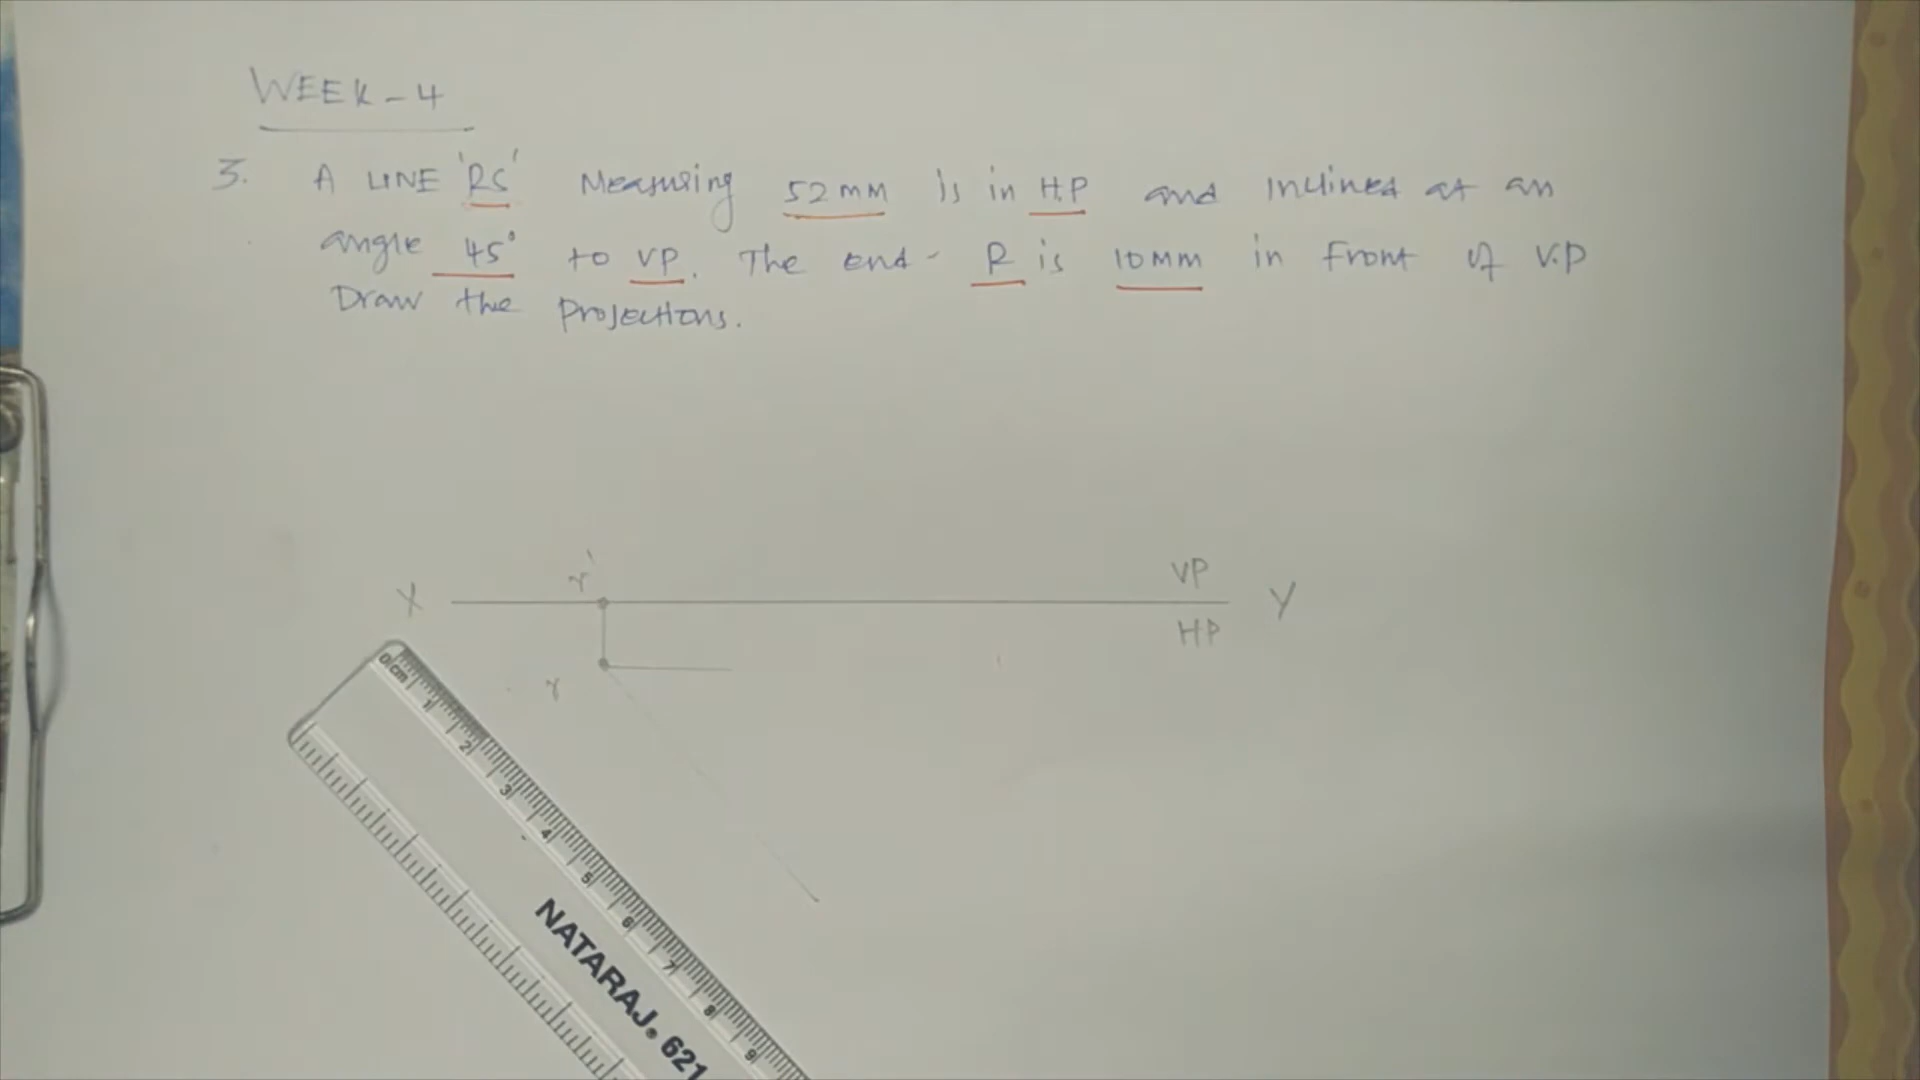 WEEK-4
3. A LINE 'RS' Measuring 52mm is in H.P and inclined at an
angle 45° to VP. The end- R is 10mm in front of V.P
Draw the Projections.
r'
VP
X
Y
HP
r
0 cm 1 2 3 4 5 6 7 8 9
NATARAJ® 621